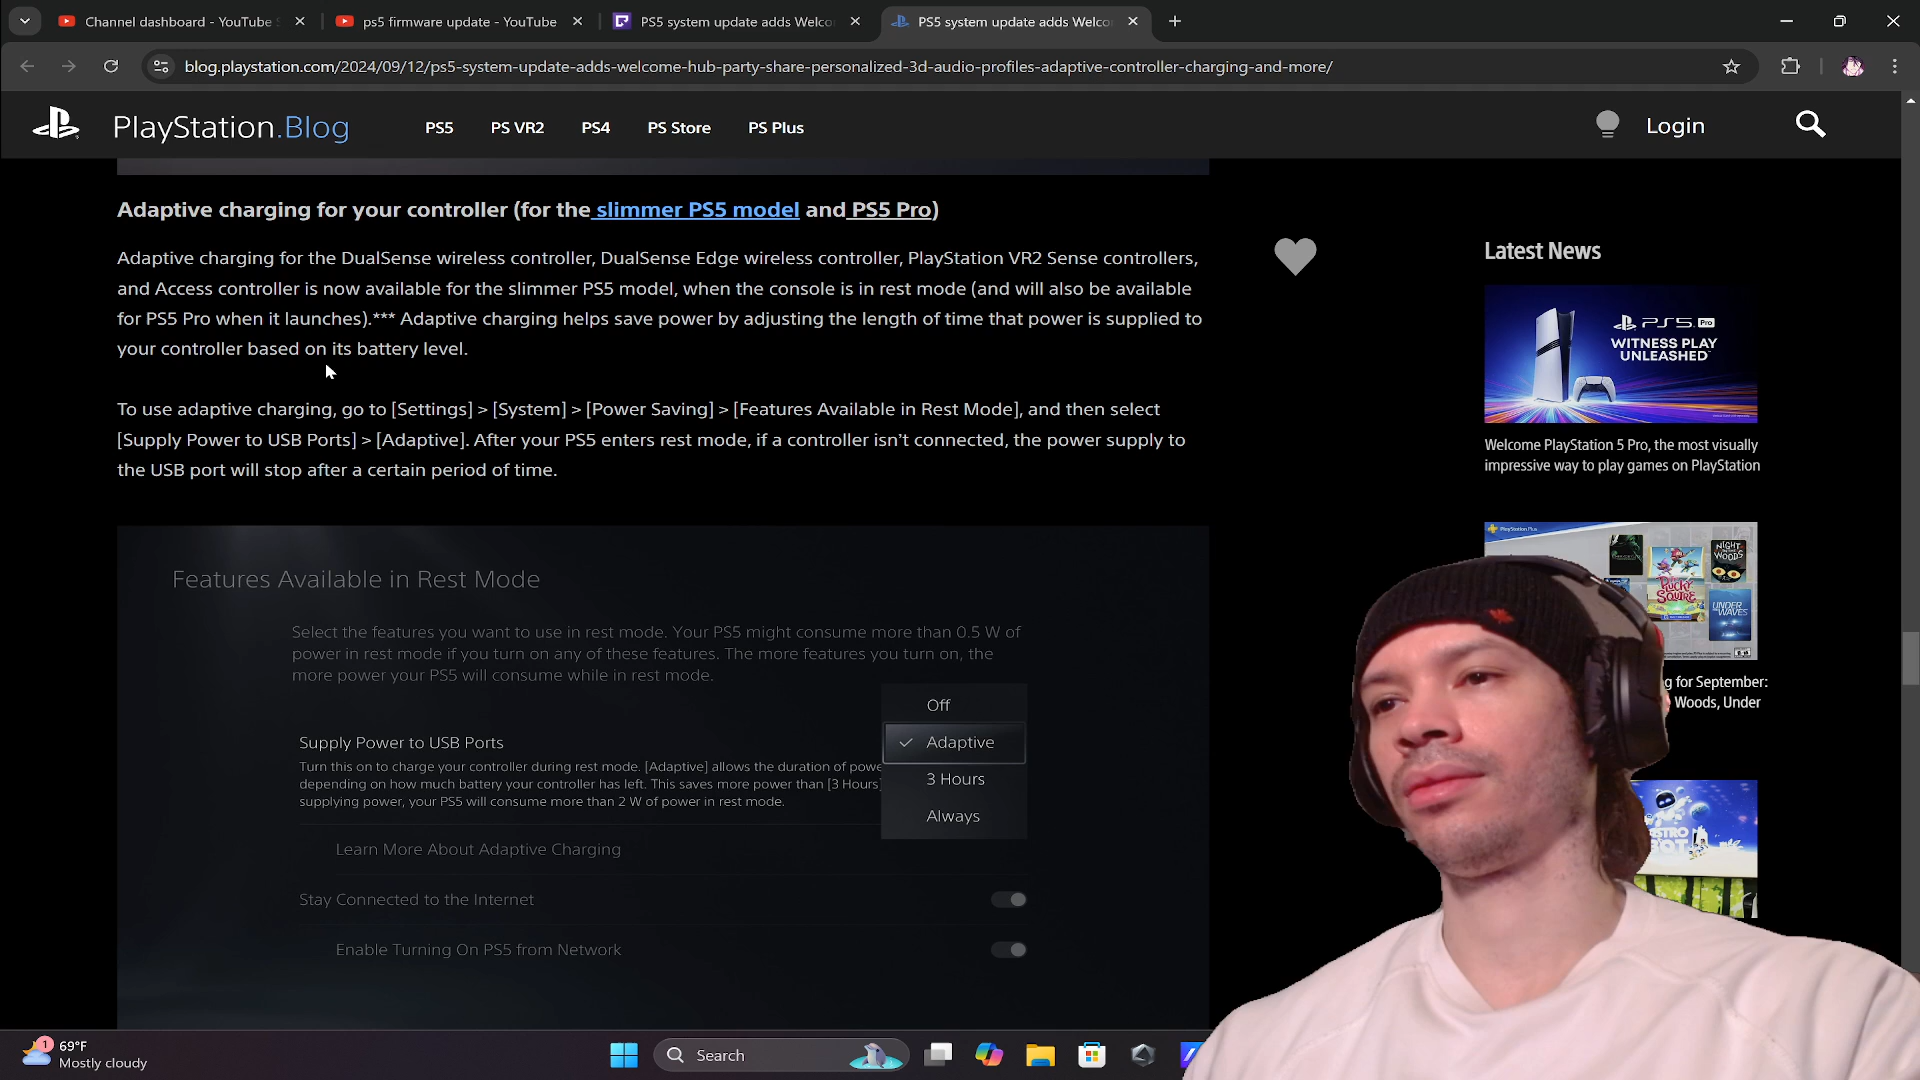 Channel dashboard - YouTube S
ps5 firmware update - YouTube
PS5 system update adds Welco
PS5 system update adds Welco
blog.playstation.com/2024/09/12/ps5-system-update-adds-welcome-hub-party-share-personalized-3d-audio-profiles-adaptive-controller-charging-and-more/
PlayStation.Blog
PS5
PS VR2
PS4
PS Store
PS Plus
Login
Adaptive charging for your controller (for the slimmer PS5 model and PS5 Pro)
Adaptive charging for the DualSense wireless controller, DualSense Edge wireless controller, PlayStation VR2 Sense controllers,
and Access controller is now available for the slimmer PS5 model, when the console is in rest mode (and will also be available
for PS5 Pro when it launches).*** Adaptive charging helps save power by adjusting the length of time that power is supplied to
your controller based on its battery level.
To use adaptive charging, go to [Settings] > [System] > [Power Saving] > [Features Available in Rest Mode], and then select
[Supply Power to USB Ports] > [Adaptive]. After your PS5 enters rest mode, if a controller isn't connected, the power supply to
the USB port will stop after a certain period of time.
Latest News
PS5 Pro
WITNESS PLAY
UNLEASHED
Welcome PlayStation 5 Pro, the most visually
impressive way to play games on PlayStation
PlayStation.Plus
NIGHT
WOODS
PLUCKY
SQUIRE
UNDER
WAVES
g for September:
Woods, Under
STRO
BOT
Features Available in Rest Mode
Select the features you want to use in rest mode. Your PS5 might consume more than 0.5 W of
power in rest mode if you turn on any of these features. The more features you turn on, the
more power your PS5 will consume while in rest mode.
Off
Adaptive
3 Hours
Always
Supply Power to USB Ports
Turn this on to charge your controller during rest mode. [Adaptive] allows the duration of powe
depending on how much battery your controller has left. This saves more power than [3 Hours]
supplying power, your PS5 will consume more than 2 W of power in rest mode.
Learn More About Adaptive Charging
Stay Connected to the Internet
Enable Turning On PS5 from Network
1
69°F
Mostly cloudy
Search